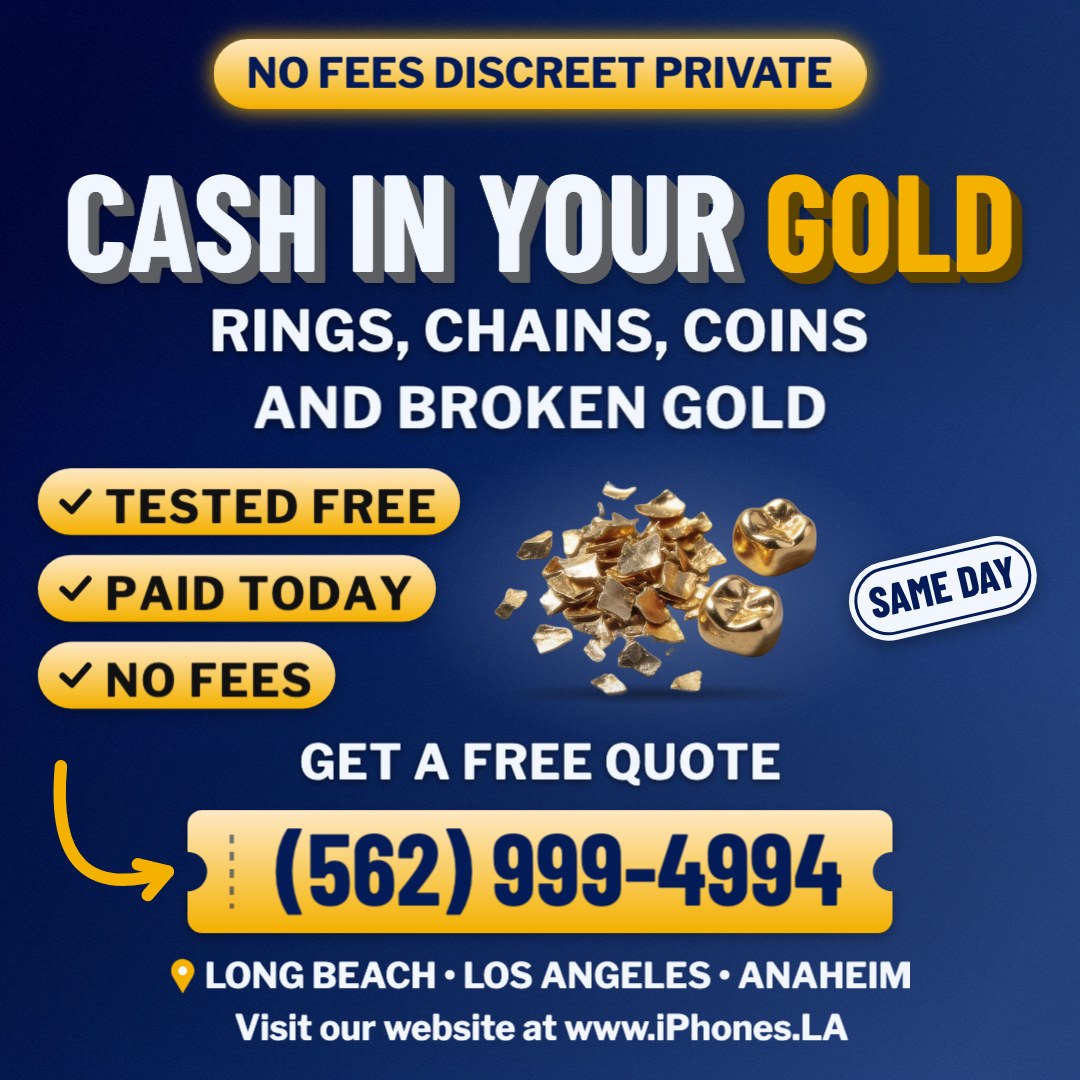 NO FEES DISCREET PRIVATE
CASH IN YOUR GOLD
RINGS, CHAINS, COINS
AND BROKEN GOLD
TESTED FREE
PAID TODAY
NO FEES
SAME DAY
GET A FREE QUOTE
(562) 999-4994
LONG BEACH • LOS ANGELES • ANAHEIM
Visit our website at www.iPhones.LA